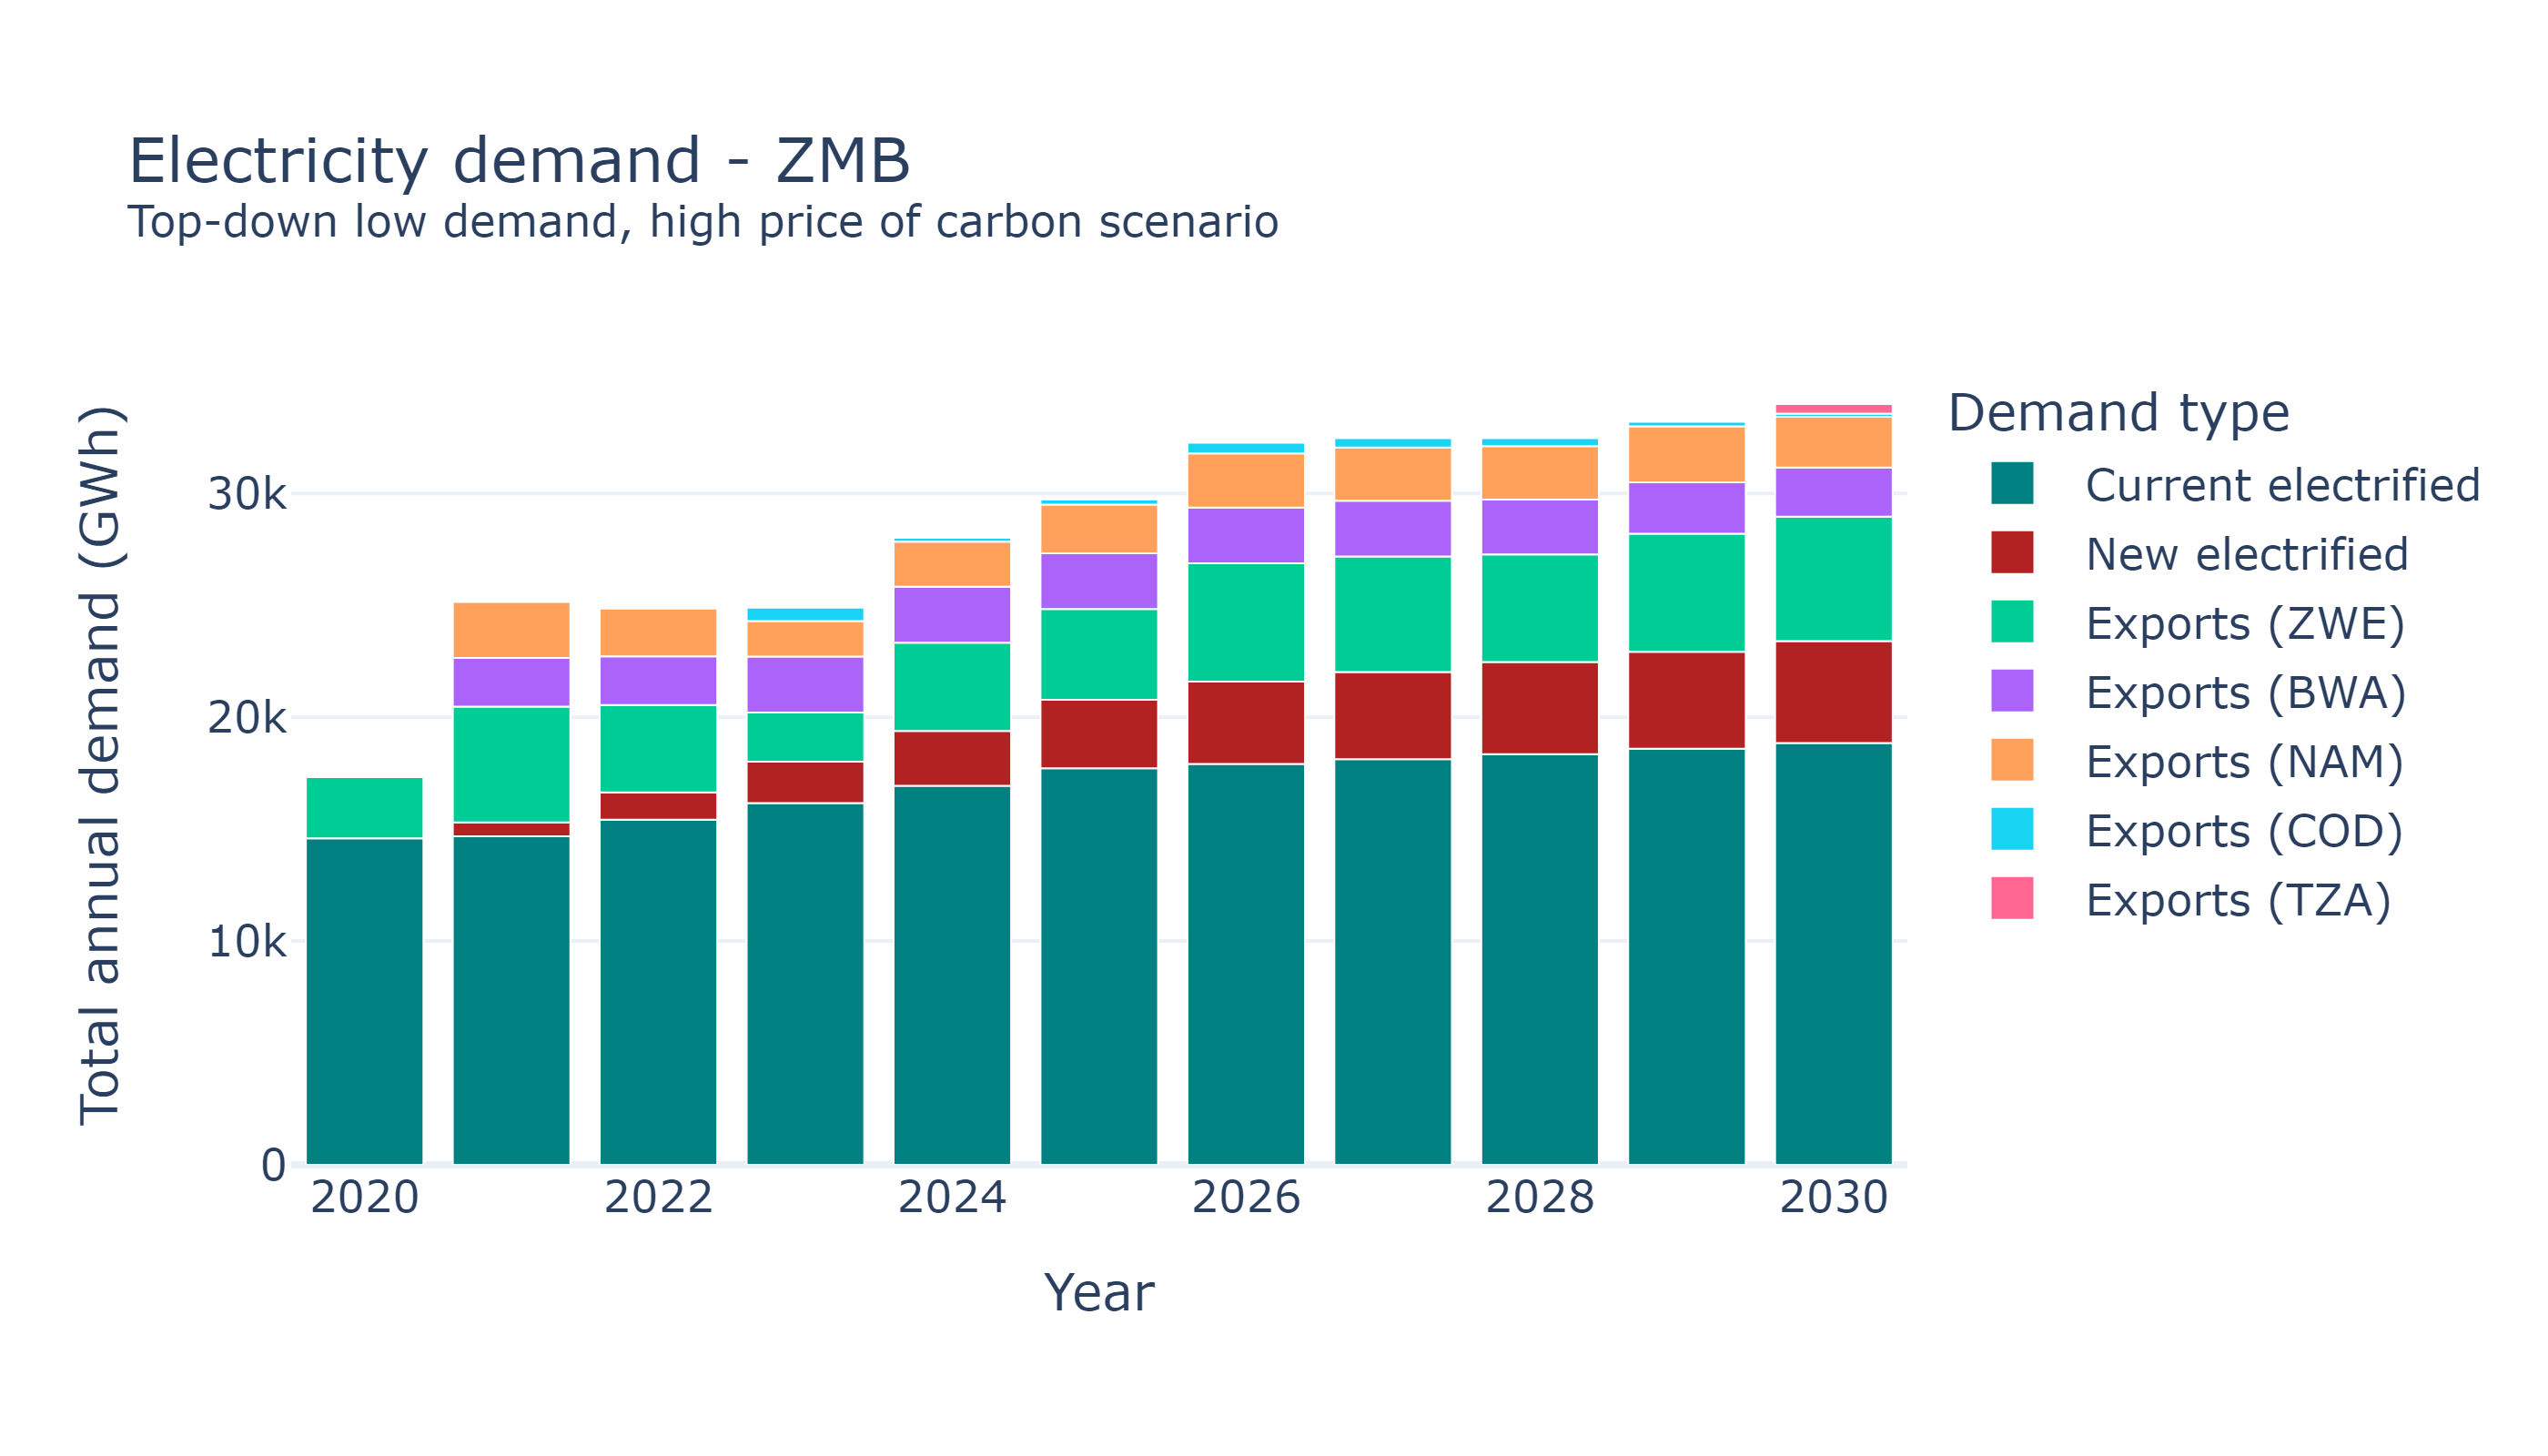 Electricity demand - ZMB
Top-down low demand, high price of carbon scenario
Total annual demand (GWh)
30k
20k
10k
0
2020
2022
2024
2026
2028
2030
Year
Demand type
Current electrified
New electrified
Exports (ZWE)
Exports (BWA)
Exports (NAM)
Exports (COD)
Exports (TZA)